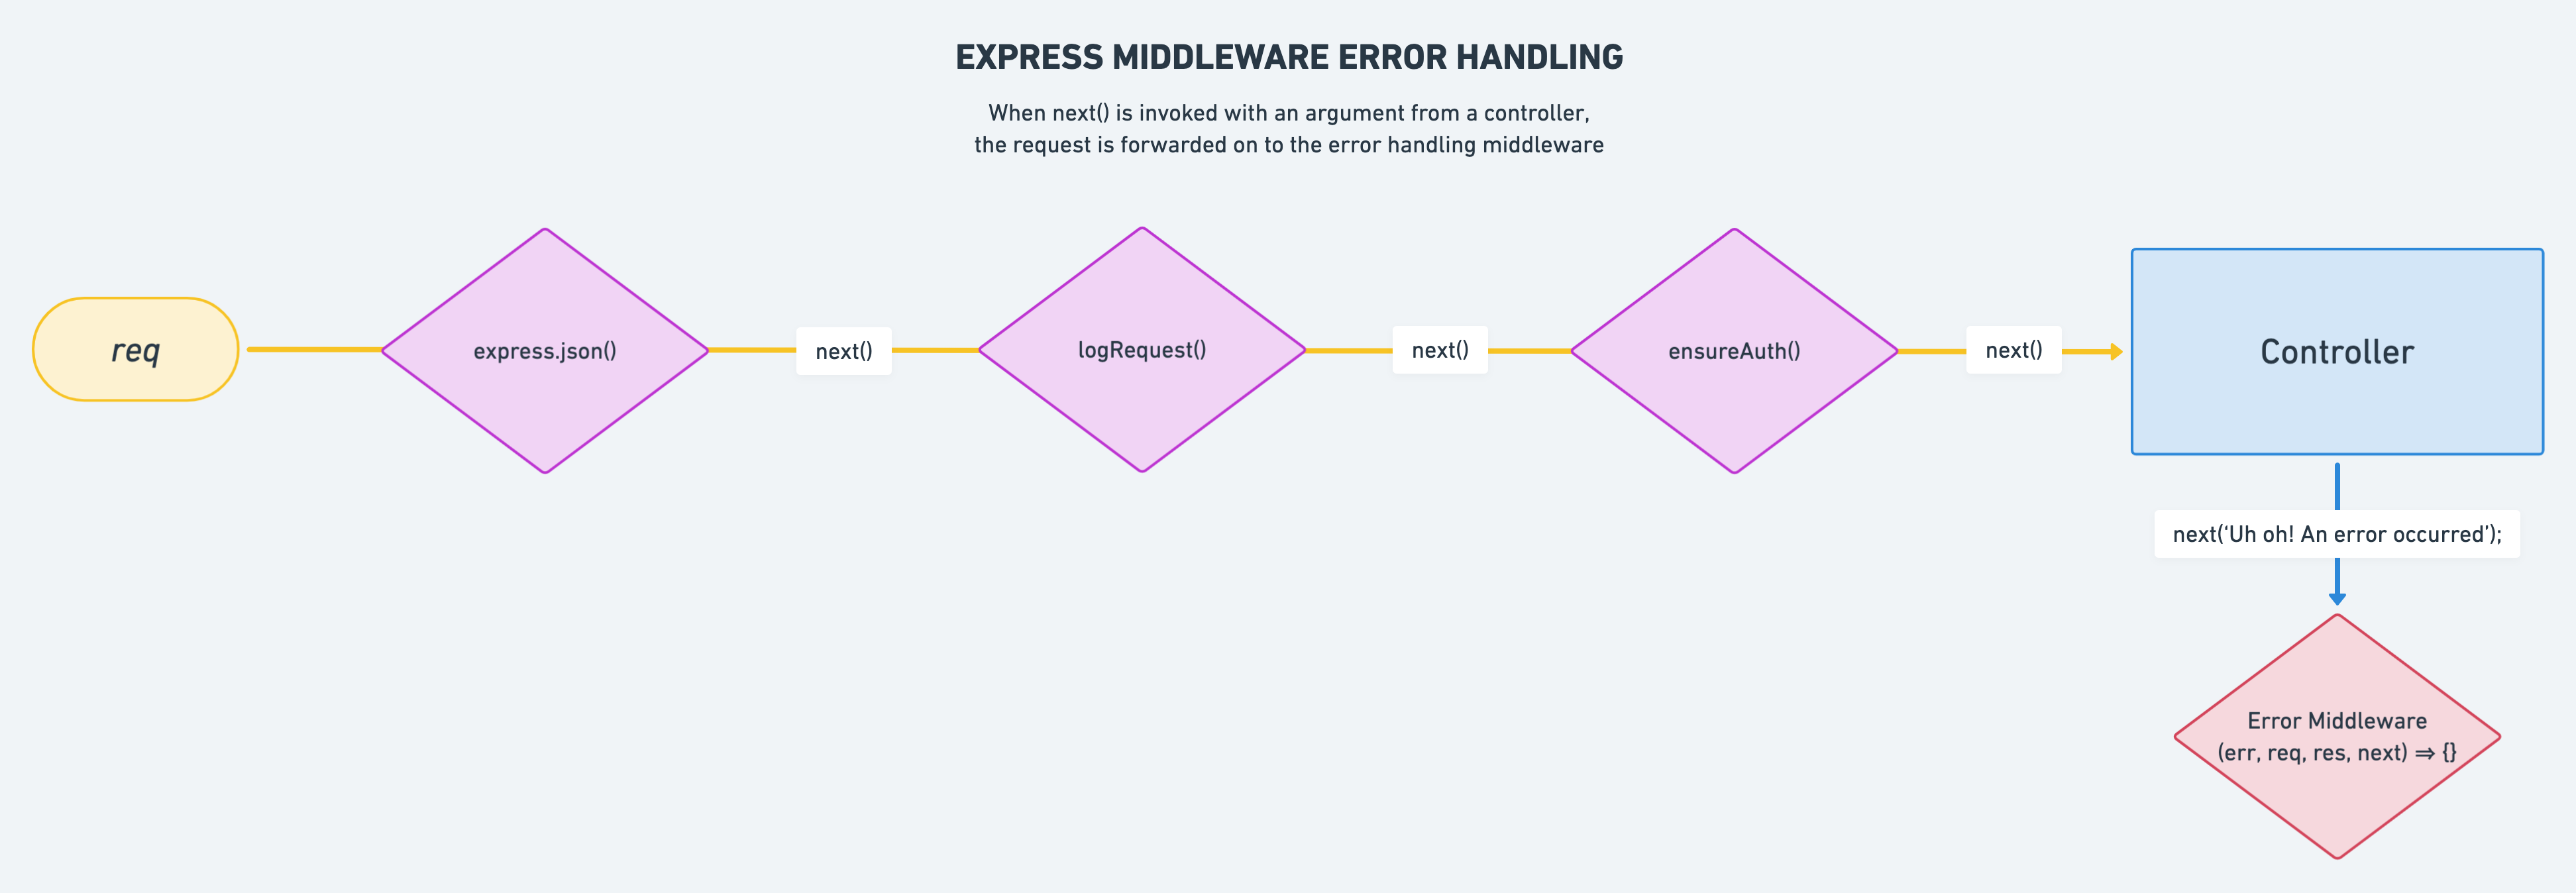 EXPRESS MIDDLEWARE ERROR HANDLING
When next() is invoked with an argument from a controller,
the request is forwarded on to the error handling middleware
req
express.json()
next()
logRequest()
next()
ensureAuth()
next()
Controller
next(‘Uh oh! An error occurred’);
Error Middleware
(err, req, res, next) ⇒ {}